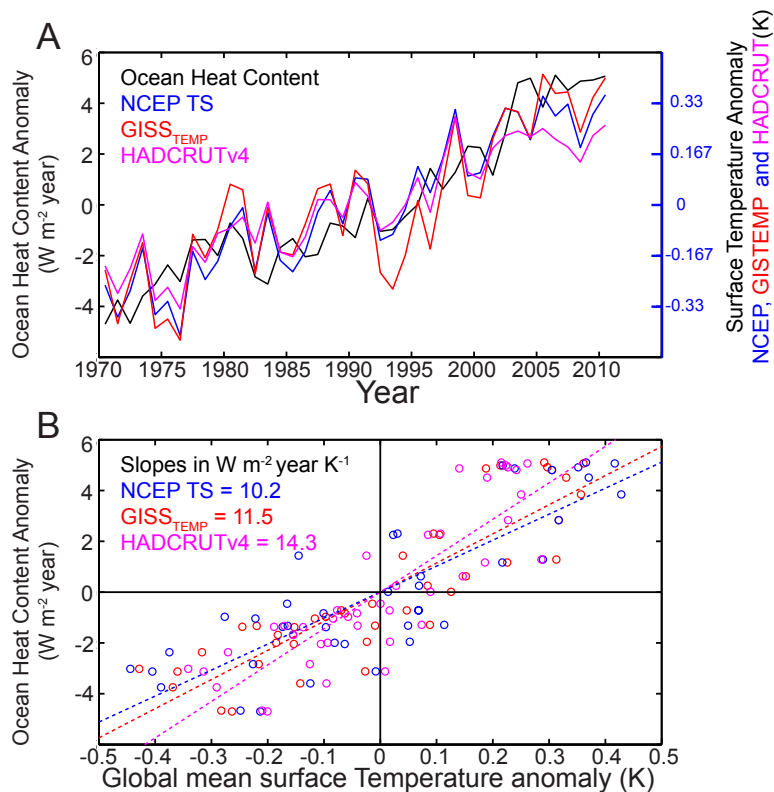 A
Ocean Heat Content Anomaly
(W m⁻² year)
6
4
2
0
-2
-4
6
Ocean Heat Content
NCEP TS
GISS_TEMP
HADCRUTv4
0.33
0.167
0
-0.167
-0.33
Surface Temperature Anomaly
NCEP, GISTEMP and HADCRUT(K)
1970 1975 1980 1985 1990 1995 2000 2005 2010
Year
B
Ocean Heat Content Anomaly
(W m⁻² year)
6
4
2
0
-2
-4
Slopes in W m⁻² year K⁻¹
NCEP TS = 10.2
GISS_TEMP = 11.5
HADCRUTv4 = 14.3
-0.5 -0.4 -0.3 -0.2 -0.1 0 0.1 0.2 0.3 0.4 0.5
Global mean surface Temperature anomaly (K)